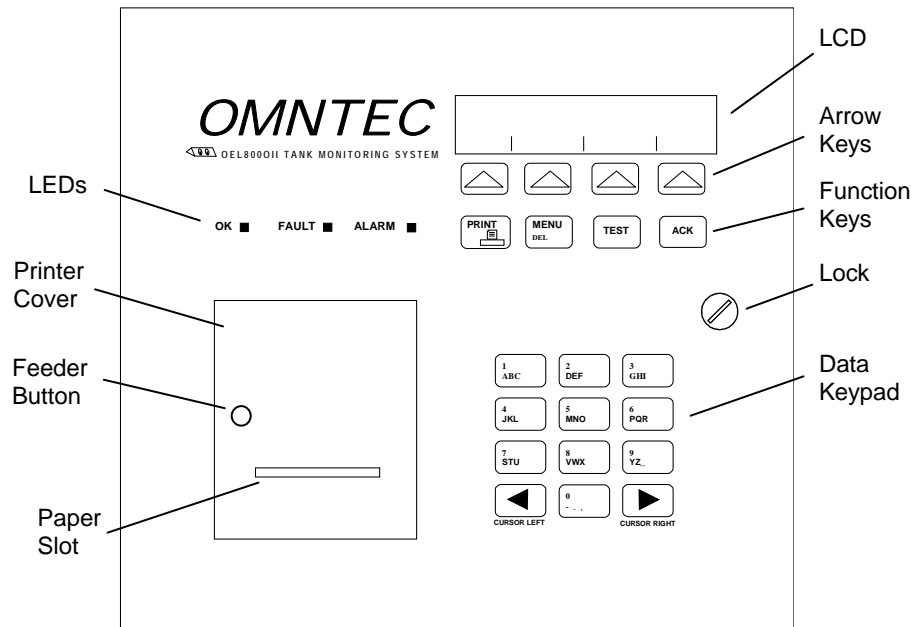 LCD
OMNTEC
OEL8000II TANK MONITORING SYSTEM
Arrow
Keys
LEDs
OK
FAULT
ALARM
PRINT
MENU
DEL
TEST
ACK
Function
Keys
Printer
Cover
Lock
Feeder
Button
1
ABC
2
DEF
3
GHI
Data
Keypad
4
JKL
5
MNO
6
PQR
7
STU
8
VWX
9
YZ_
Paper
Slot
0
- . ,
CURSOR LEFT
CURSOR RIGHT